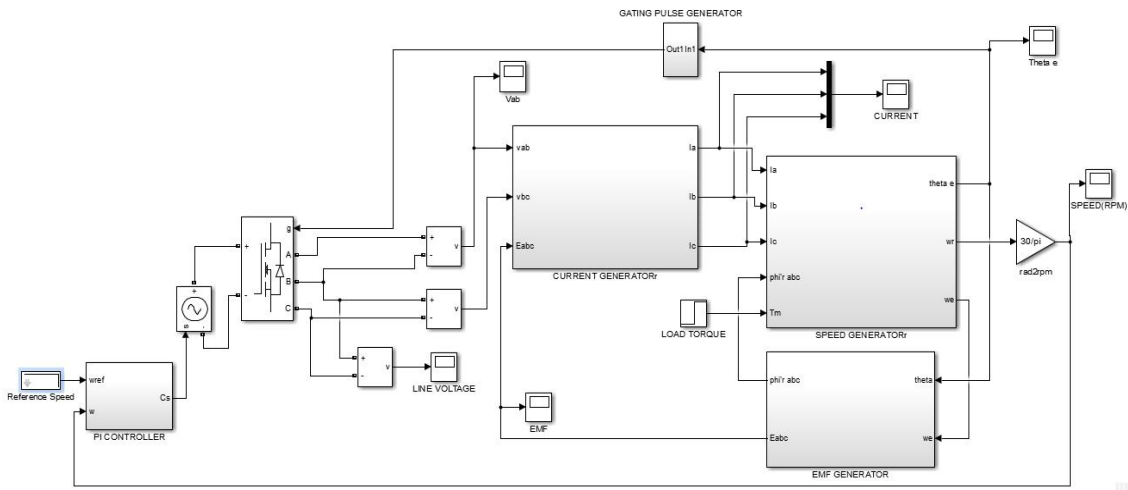 GATING PULSE GENERATOR
Out1In1
Theta e
Vab
CURRENT
vab
vbc
Eabc
Ia
Ib
Ic
CURRENT GENERATORr
Ia
Ib
Ic
phi'r abc
Tm
theta e
wr
we
SPEED GENERATORr
SPEED(RPM)
30/pi
rad2rpm
g
A
B
C
+
-
+
-
v
+
-
v
+
-
v
LINE VOLTAGE
+
s
-
LOAD TORQUE
phi'r abc
Eabc
theta
we
EMF GENERATOR
EMF
Reference Speed
wref
w
Cs
PI CONTROLLER